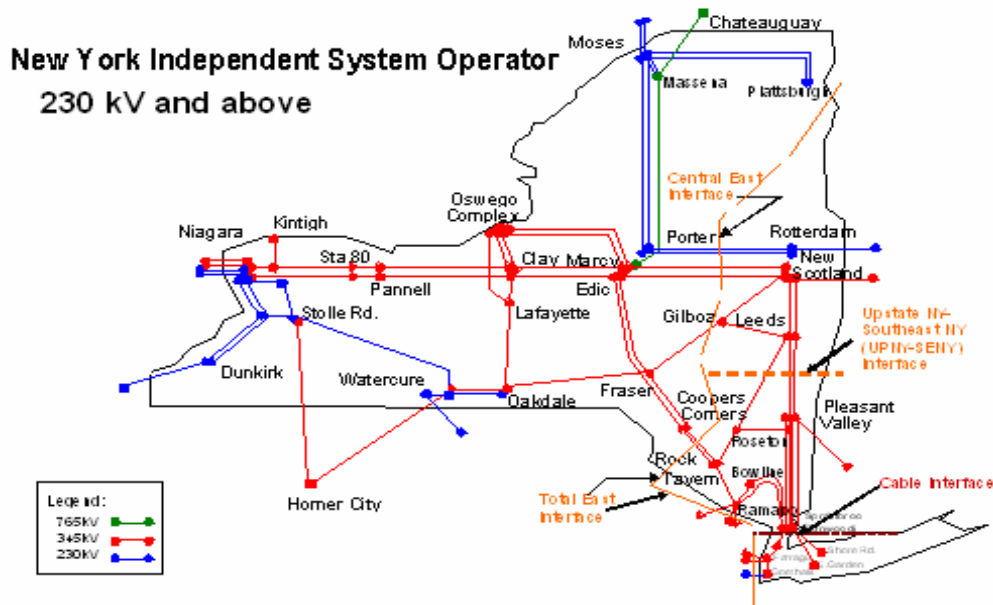 Chateauguay
Moses
New York Independent System Operator
230 kV and above
Massena
Plattsburgh
Central East
Interface
Oswego
Complex
Kintigh
Niagara
Porter
Rotterdam
Sta 80
Clay
Marcy
New
Scotland
Pannell
Edic
Stolle Rd.
Lafayette
Gilboa
Leeds
Upstate NY-
Southeast NY
(UPNY-SENY)
Interface
Dunkirk
Watercure
Oakdale
Fraser
Coopers
Corners
Pleasant
Valley
Roseton
Rock
Tavern
Bowline
Homer City
Total East
Interface
Cable Interface
Ramapo
Legend:
765kV
345kV
230kV
Shore Rd.
Garden